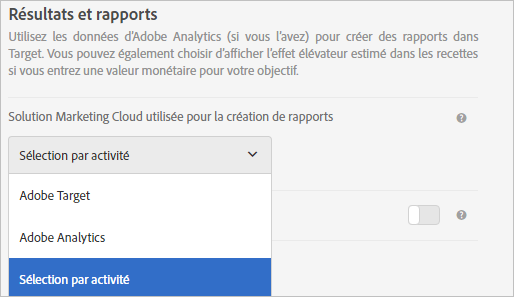 Résultats et rapports
Utilisez les données d'Adobe Analytics (si vous l'avez) pour créer des rapports dans
Target. Vous pouvez également choisir d'afficher l'effet élévateur estimé dans les recettes
si vous entrez une valeur monétaire pour votre objectif.
Solution Marketing Cloud utilisée pour la création de rapports
?
Sélection par activité
Adobe Target
?
Adobe Analytics
Sélection par activité